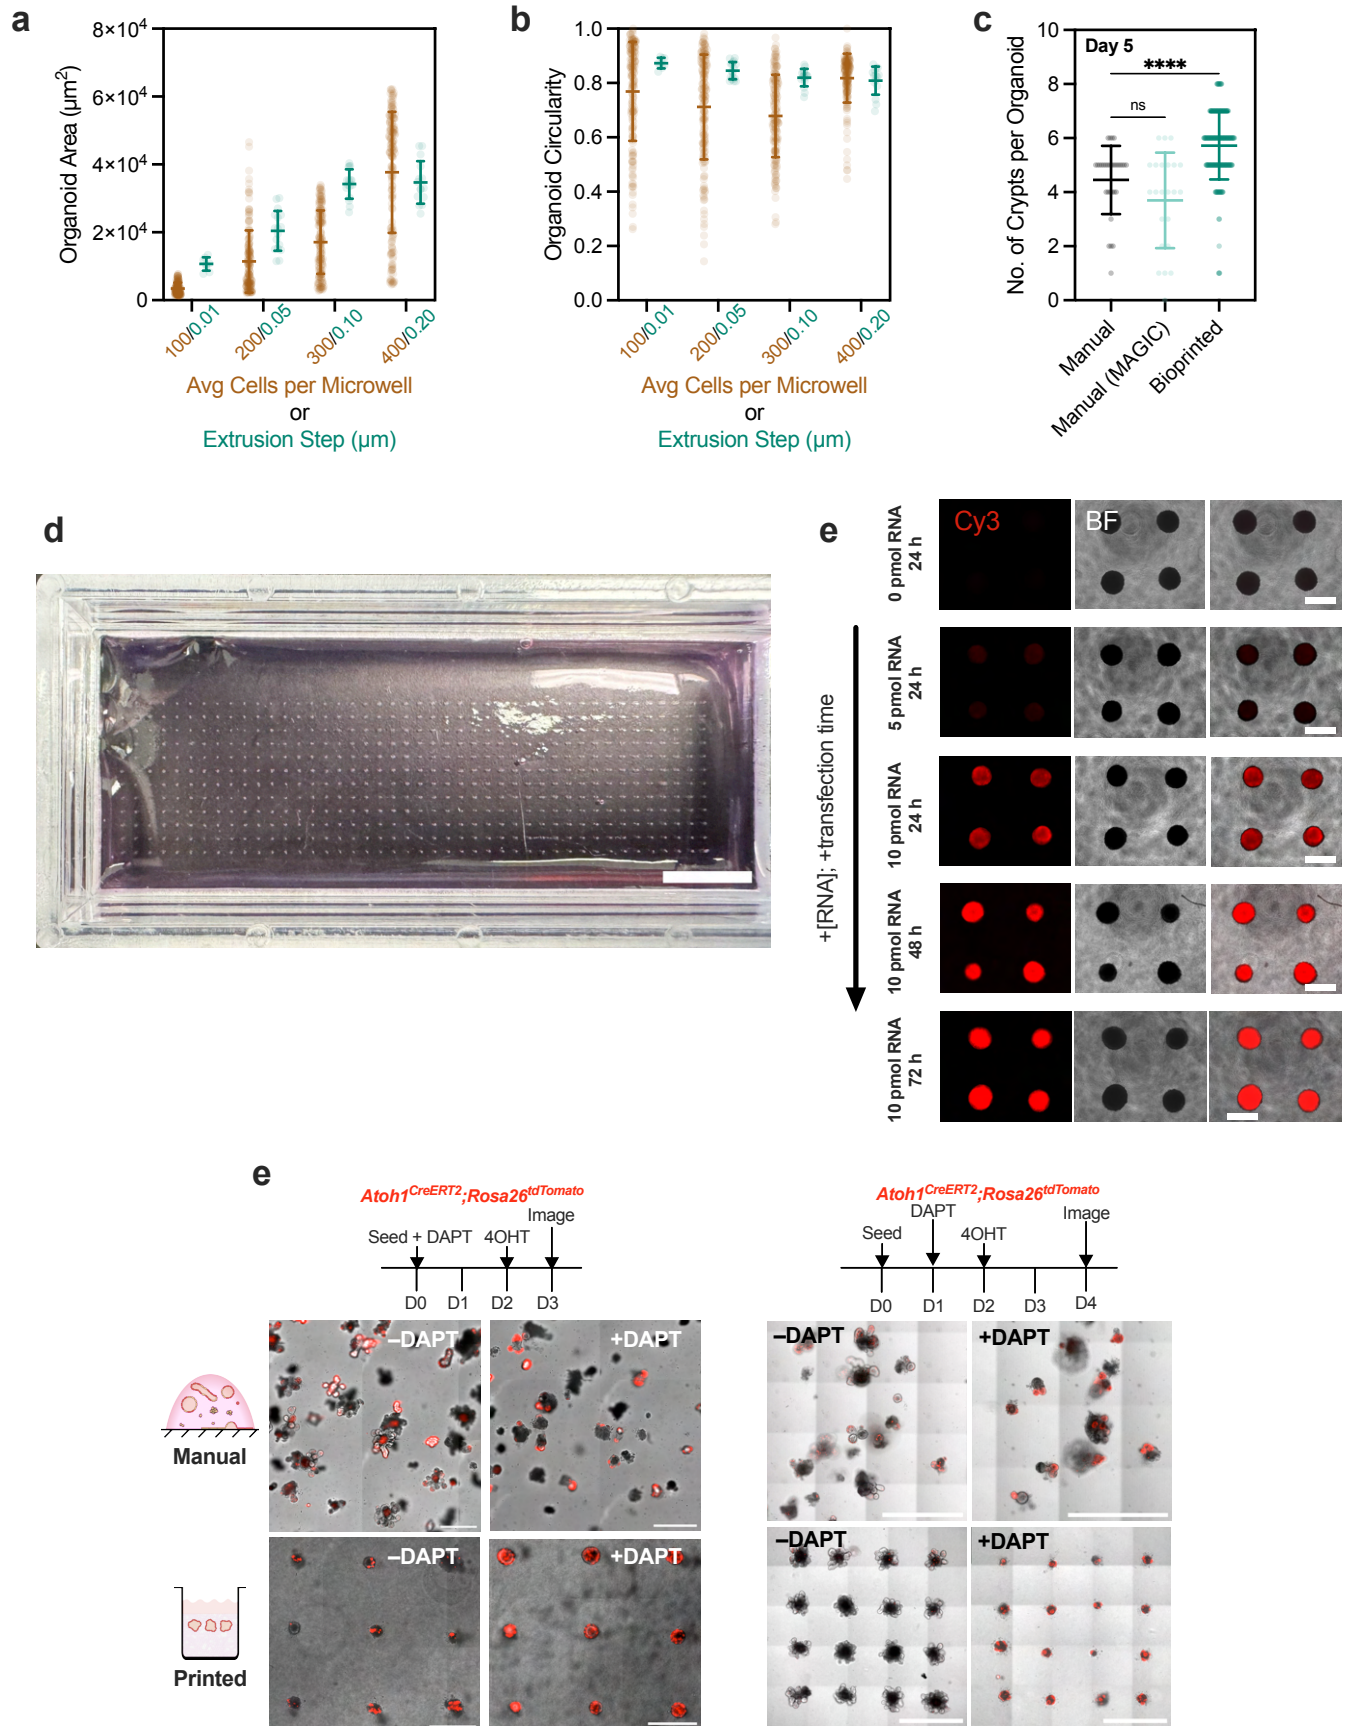 a
8×10⁴
6×10⁴
4×10⁴
2×10⁴
0
Organoid Area (µm²)
100/0.01
200/0.05
300/0.10
400/0.20
Avg Cells per Microwell
or
Extrusion Step (µm)
b
1.0
0.8
0.6
0.4
0.2
0.0
Organoid Circularity
100/0.01
200/0.05
300/0.10
400/0.20
Avg Cells per Microwell
or
Extrusion Step (µm)
c
10
8
6
4
2
0
No. of Crypts per Organoid
Day 5
****
ns
Manual
Manual (MAGIC)
Bioprinted
d
e
+[RNA]; +transfection time
Cy3
BF
0 pmol RNA
24 h
5 pmol RNA
24 h
10 pmol RNA
24 h
10 pmol RNA
48 h
10 pmol RNA
72 h
e
Atoh1CreERT2;Rosa26tdTomato
Image
Seed + DAPT
4OHT
D0
D1
D2
D3
Atoh1CreERT2;Rosa26tdTomato
DAPT
Image
Seed
4OHT
D0
D1
D2
D3
D4
–DAPT
+DAPT
–DAPT
+DAPT
Manual
–DAPT
+DAPT
–DAPT
+DAPT
Printed